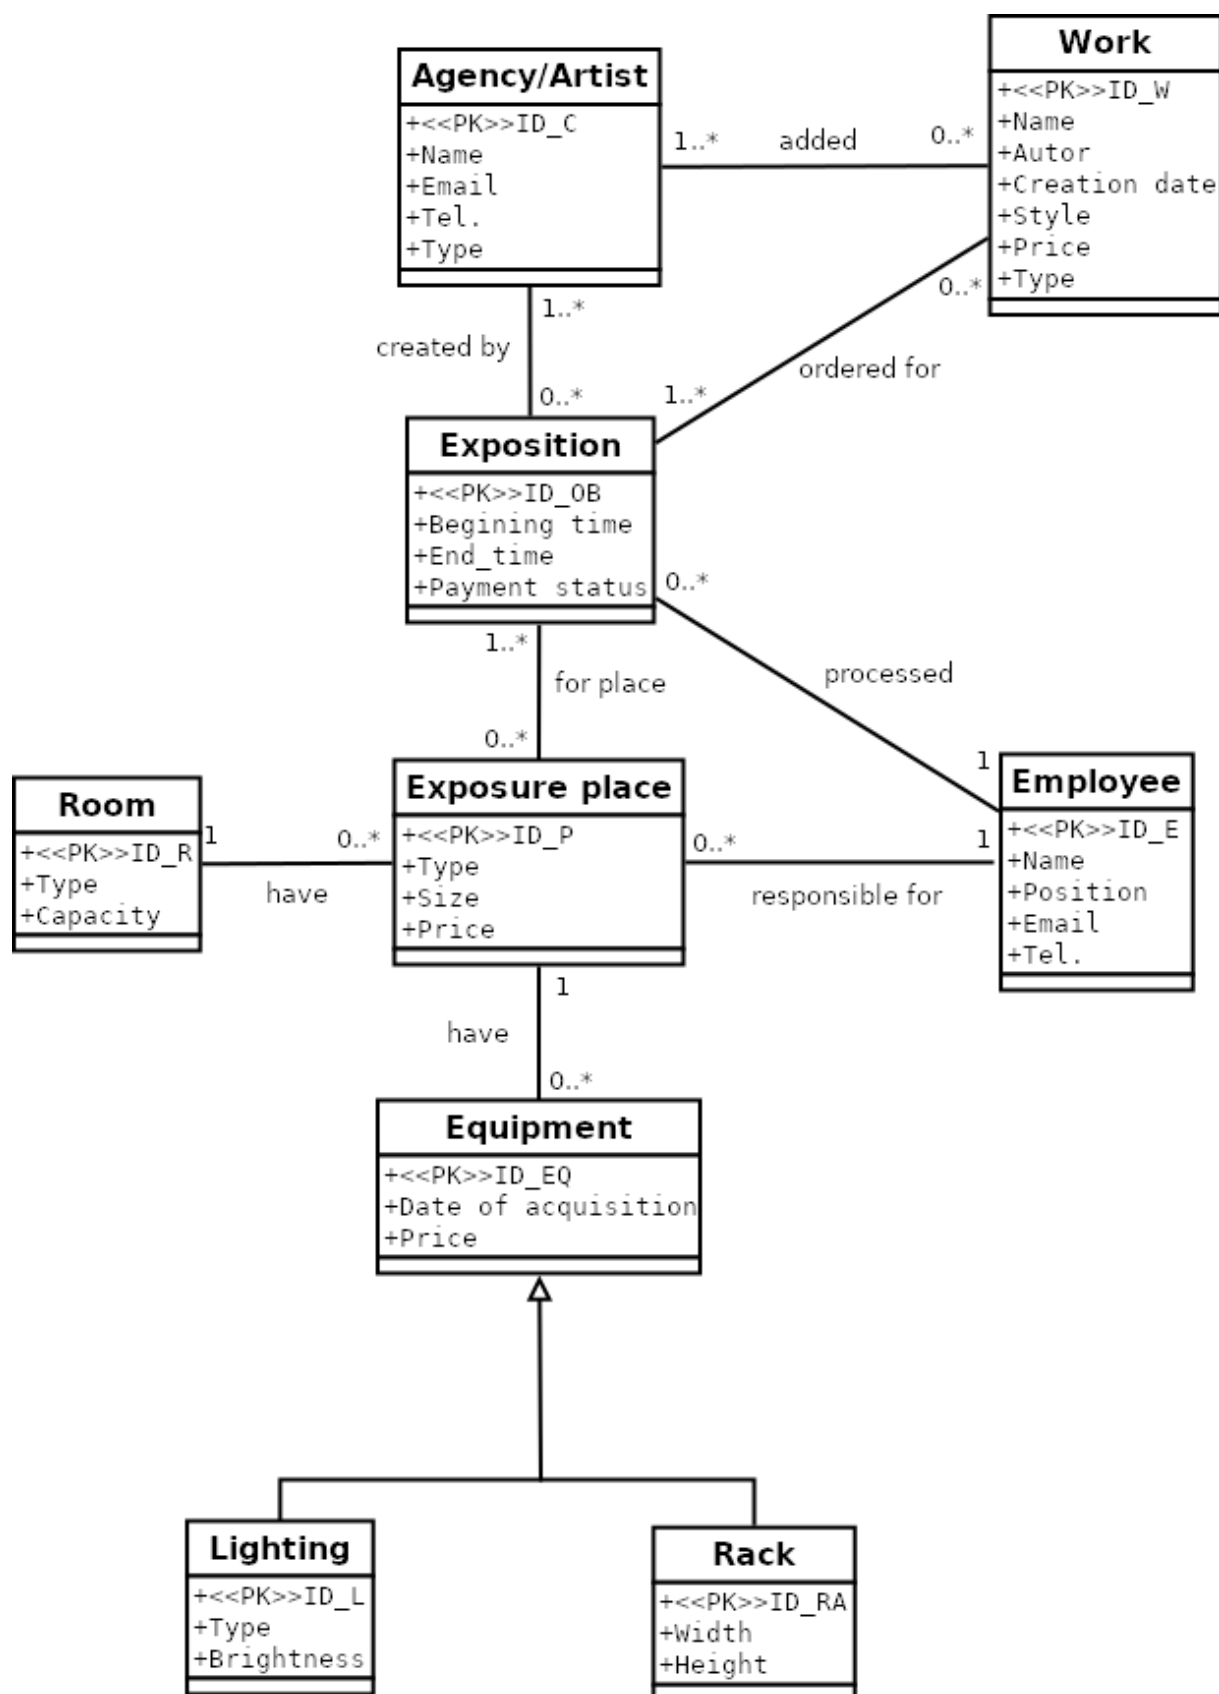 Agency/Artist
+<<PK>>ID_C
+Name
+Email
+Tel.
+Type
Work
+<<PK>>ID_W
+Name
+Autor
+Creation date
+Style
+Price
+Type
1..*
added
0..*
1..*
created by
0..*
0..*
ordered for
1..*
Exposition
+<<PK>>ID_OB
+Begining time
+End_time
+Payment status
0..*
processed
1
1..*
for place
0..*
Room
+<<PK>>ID_R
+Type
+Capacity
1
0..*
have
Exposure place
+<<PK>>ID_P
+Type
+Size
+Price
0..*
1
responsible for
Employee
+<<PK>>ID_E
+Name
+Position
+Email
+Tel.
1
have
0..*
Equipment
+<<PK>>ID_EQ
+Date of acquisition
+Price
Lighting
+<<PK>>ID_L
+Type
+Brightness
Rack
+<<PK>>ID_RA
+Width
+Height